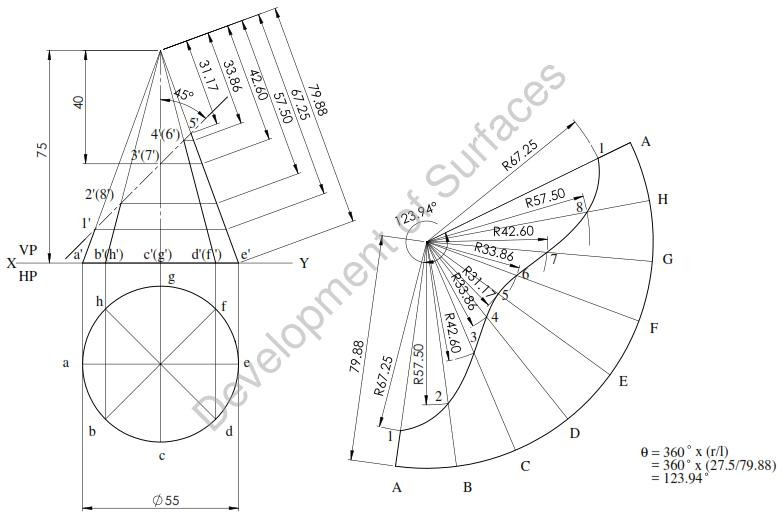 31.17
33.86
42.60
57.50
67.25
79.88
45°
40
75
5'
4'(6')
3'(7')
2'(8')
1'
VP
X
HP
a'
b'(h')
c'(g')
d'(f')
e'
Y
g
h
f
a
e
b
d
c
Ø55
Development of Surfaces
R67.25
1
A
R57.50
8
H
123.94°
R42.60
R33.86
7
G
6
R31.17
5
F
R33.86
4
R42.60
3
E
79.88
R67.25
R57.50
2
1
D
C
B
A
θ = 360° x (r/l)
= 360° x (27.5/79.88)
= 123.94°